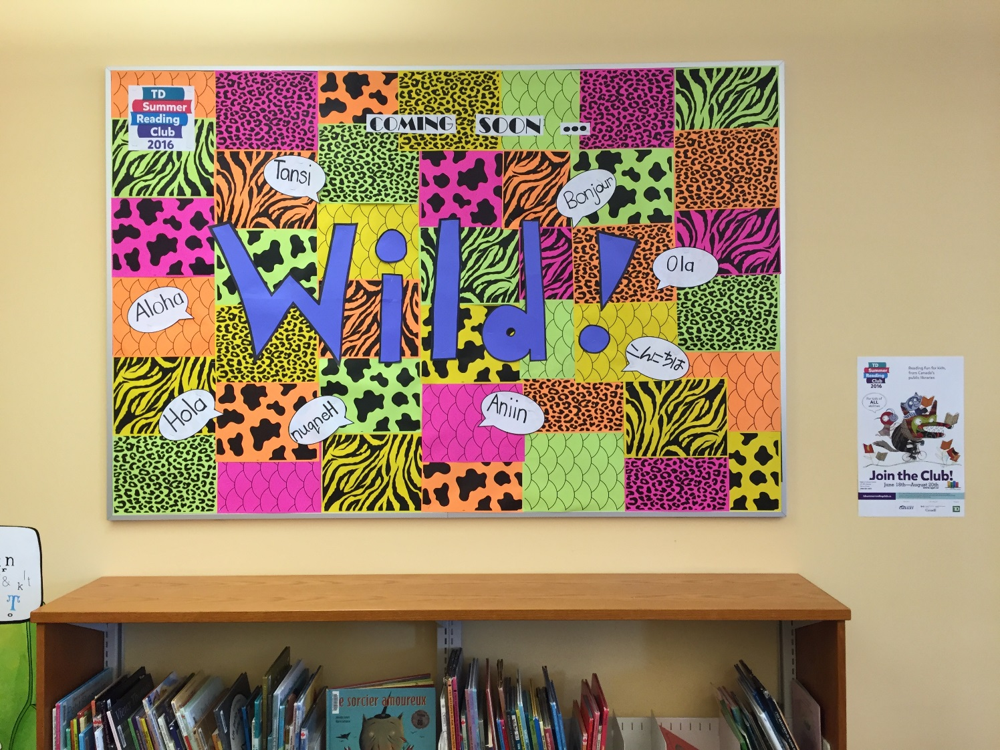 TD
Summer
Reading
Club
2016
COMING SOON ...
Tansi
Bonjour
Wild!
Ola
Aloha
こんにちは
Hola
nuqneH
Aniin
TD
Summer
Reading
Club
2016
Reading fun for kids,
from Canada's
public libraries
For kids of
ALL
abilities
Join the Club!
June 18th—August 20th
TD
n
r
& k l t
T
o
le sorcier amoureux